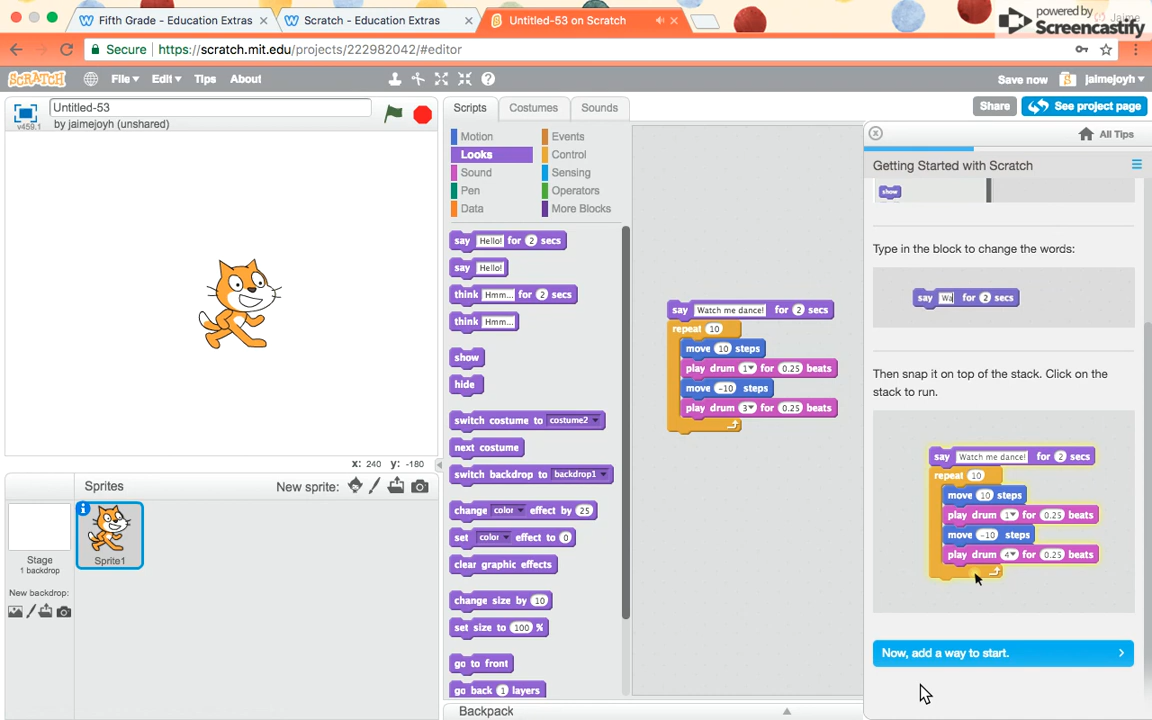 Fifth Grade - Education Extras
Scratch - Education Extras
Untitled-53 on Scratch
powered by
Screencastify
Jaime
Secure
https://scratch.mit.edu/projects/222982042/#editor
SCRATCH
File
Edit
Tips
About
Save now
jaimejoyh
Untitled-53
by jaimejoyh (unshared)
v459.1
Scripts
Costumes
Sounds
Share
See project page
Motion
Looks
Sound
Pen
Data
Events
Control
Sensing
Operators
More Blocks
say Hello! for 2 secs
say Hello!
think Hmm... for 2 secs
think Hmm...
show
hide
switch costume to costume2
next costume
switch backdrop to backdrop1
change color effect by 25
set color effect to 0
clear graphic effects
change size by 10
set size to 100 %
go to front
go back 1 layers
say Watch me dance! for 2 secs
repeat 10
move 10 steps
play drum 1 for 0.25 beats
move -10 steps
play drum 3 for 0.25 beats
All Tips
Getting Started with Scratch
show
Type in the block to change the words:
say Wa for 2 secs
Then snap it on top of the stack. Click on the
stack to run.
say Watch me dance! for 2 secs
repeat 10
move 10 steps
play drum 1 for 0.25 beats
move -10 steps
play drum 4 for 0.25 beats
Now, add a way to start.
x: 240 y: -180
Sprites
New sprite:
Stage
1 backdrop
New backdrop:
Sprite1
Backpack